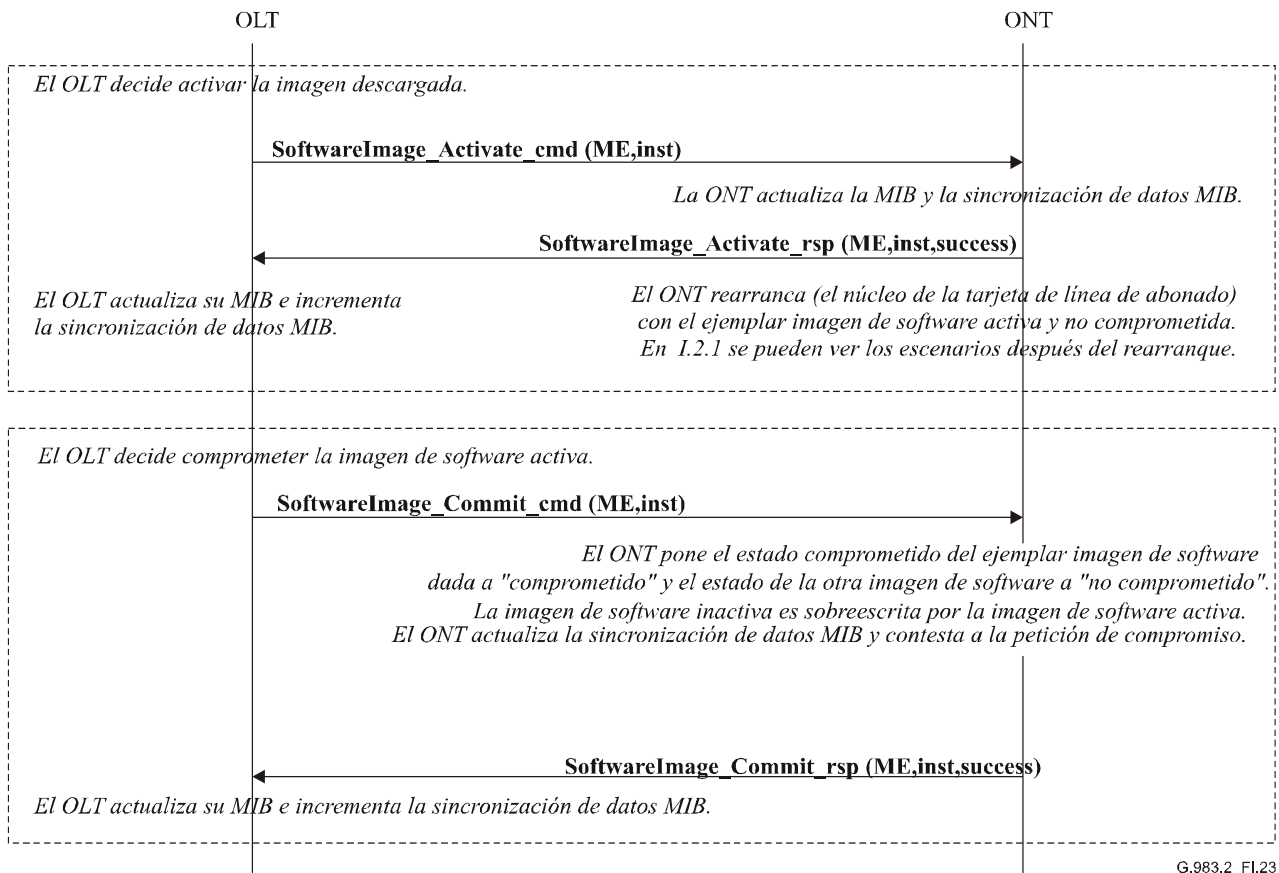 OLT
ONT
El OLT decide activar la imagen descargada.
SoftwareImage_Activate_cmd (ME,inst)
La ONT actualiza la MIB y la sincronización de datos MIB.
SoftwareImage_Activate_rsp (ME,inst,success)
El OLT actualiza su MIB e incrementa
la sincronización de datos MIB.
El ONT rearranca (el núcleo de la tarjeta de línea de abonado)
con el ejemplar imagen de software activa y no comprometida.
En I.2.1 se pueden ver los escenarios después del rearranque.
El OLT decide comprometer la imagen de software activa.
SoftwareImage_Commit_cmd (ME,inst)
El ONT pone el estado comprometido del ejemplar imagen de software
dada a "comprometido" y el estado de la otra imagen de software a "no comprometido".
La imagen de software inactiva es sobreescrita por la imagen de software activa.
El ONT actualiza la sincronización de datos MIB y contesta a la petición de compromiso.
SoftwareImage_Commit_rsp (ME,inst,success)
El OLT actualiza su MIB e incrementa la sincronización de datos MIB.
G.983.2_FI.23